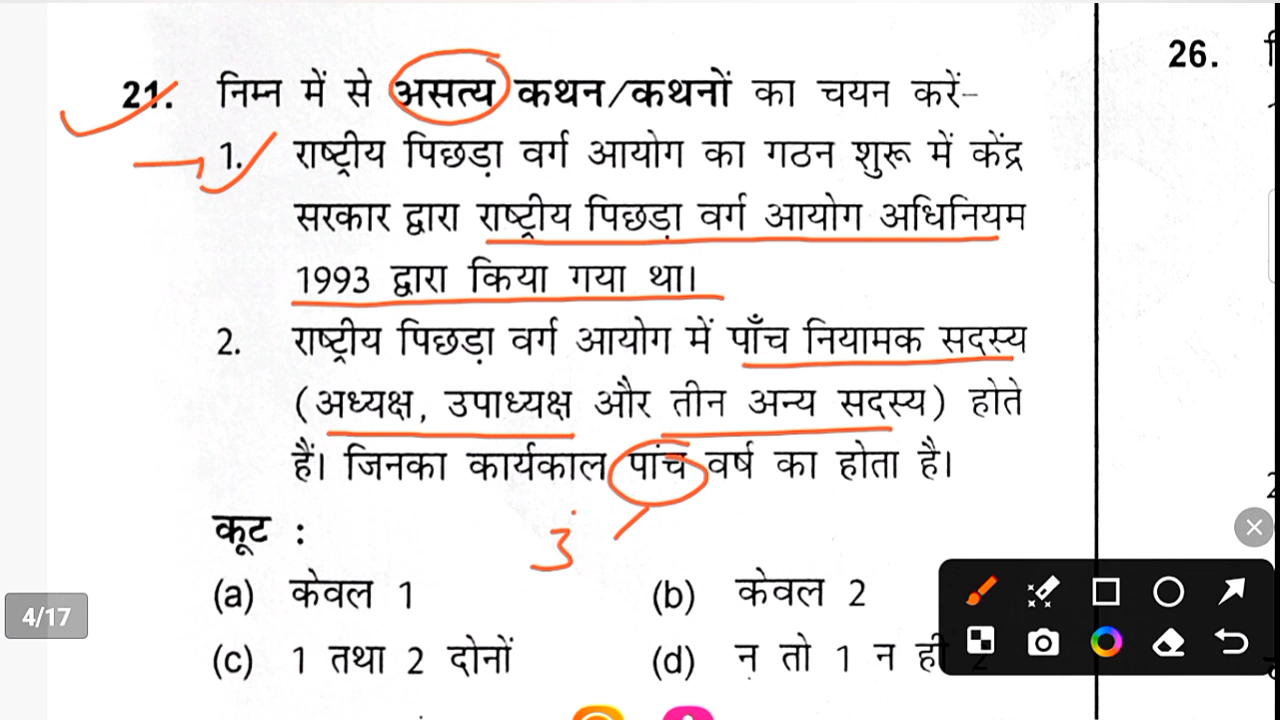 21. निम्न में से असत्य कथन/कथनों का चयन करें–
1. राष्ट्रीय पिछड़ा वर्ग आयोग का गठन शुरू में केंद्र
सरकार द्वारा राष्ट्रीय पिछड़ा वर्ग आयोग अधिनियम
1993 द्वारा किया गया था।
2. राष्ट्रीय पिछड़ा वर्ग आयोग में पाँच नियामक सदस्य
(अध्यक्ष, उपाध्यक्ष और तीन अन्य सदस्य) होते
हैं। जिनका कार्यकाल पांच वर्ष का होता है।
3
कूट :
(a) केवल 1 (b) केवल 2
(c) 1 तथा 2 दोनों (d) न तो 1 न ही 2
26.
4/17